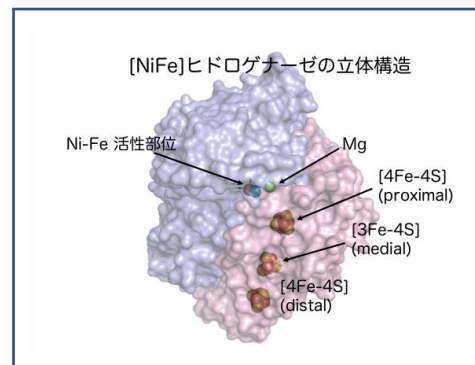 [NiFe]ヒドロゲナーゼの立体構造
Ni-Fe 活性部位
Mg
[4Fe-4S]
(proximal)
[3Fe-4S]
(medial)
[4Fe-4S]
(distal)